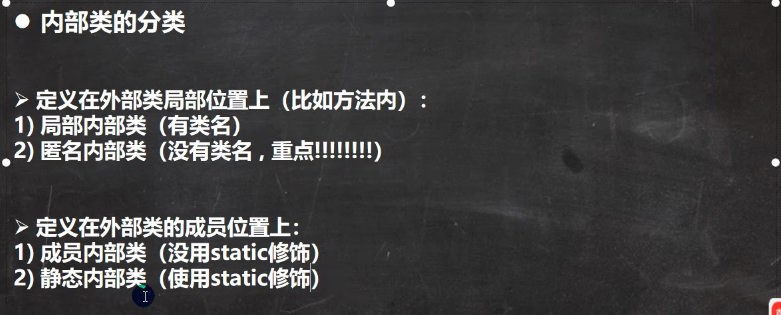 ● 内部类的分类
➢ 定义在外部类局部位置上（比如方法内）：
1) 局部内部类（有类名）
2) 匿名内部类（没有类名 , 重点!!!!!!!!）
➢ 定义在外部类的成员位置上：
1) 成员内部类（没用static修饰）
2) 静态内部类（使用static修饰）